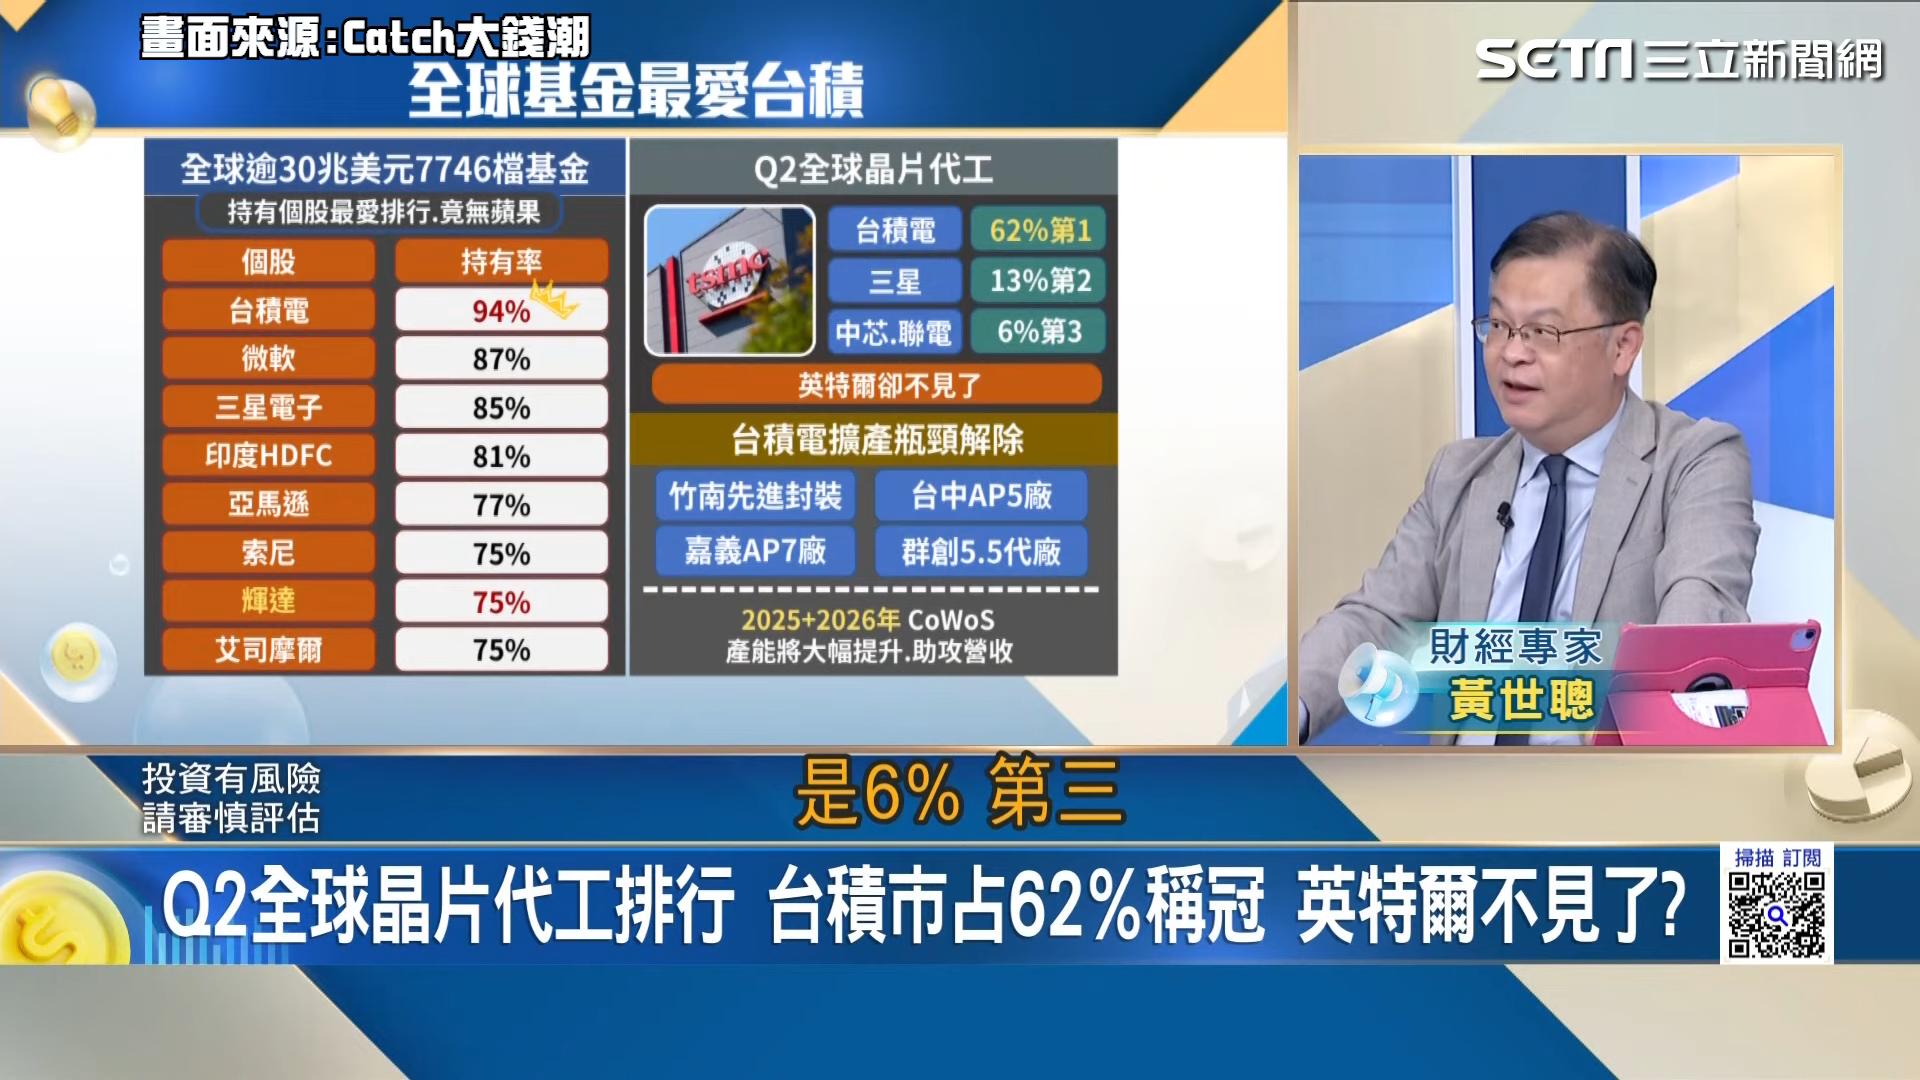 畫面來源:Catch大錢潮
SETN三立新聞網
全球基金最愛台積
全球逾30兆美元7746檔基金
持有個股最愛排行.竟無蘋果
個股 持有率
台積電 94%
微軟 87%
三星電子 85%
印度HDFC 81%
亞馬遜 77%
索尼 75%
輝達 75%
艾司摩爾 75%
Q2全球晶片代工
tsmc
台積電 62%第1
三星 13%第2
中芯.聯電 6%第3
英特爾卻不見了
台積電擴產瓶頸解除
竹南先進封裝 台中AP5廠
嘉義AP7廠 群創5.5代廠
2025+2026年 CoWoS
產能將大幅提升.助攻營收
財經專家
黃世聰
投資有風險
請審慎評估
是6% 第三
Q2全球晶片代工排行 台積市占62%稱冠 英特爾不見了?
掃描 訂閱